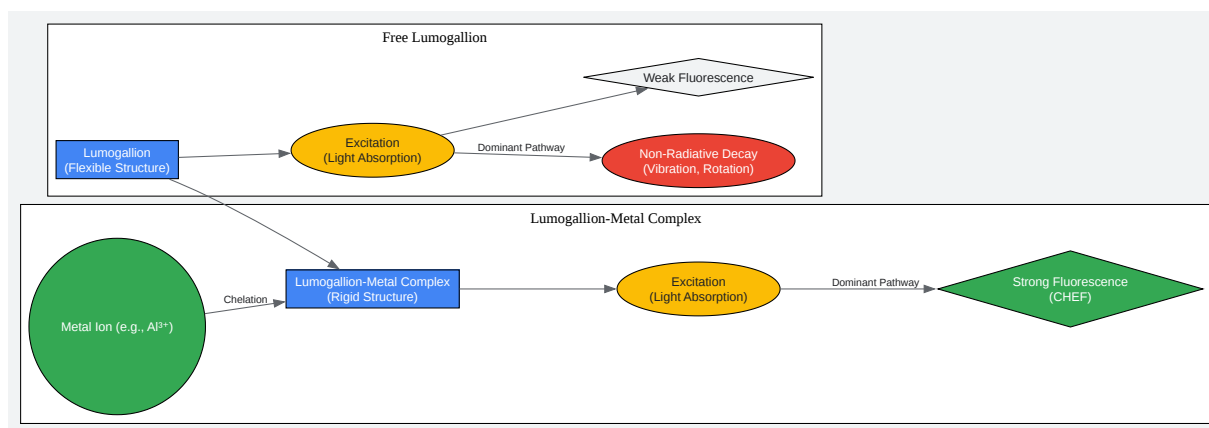 Free Lumogallion
Weak Fluorescence
Lumogallion
(Flexible Structure)
Excitation
(Light Absorption)
Dominant Pathway
Non-Radiative Decay
(Vibration, Rotation)
Lumogallion-Metal Complex
Metal Ion (e.g., Al³⁺)
Chelation
Lumogallion-Metal Complex
(Rigid Structure)
Excitation
(Light Absorption)
Dominant Pathway
Strong Fluorescence
(CHEF)